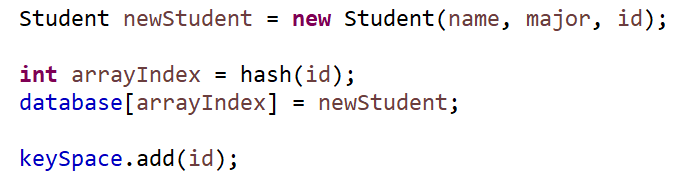 Student newStudent = new Student(name, major, id);
int arrayIndex = hash(id);
database[arrayIndex] = newStudent;
keySpace.add(id);